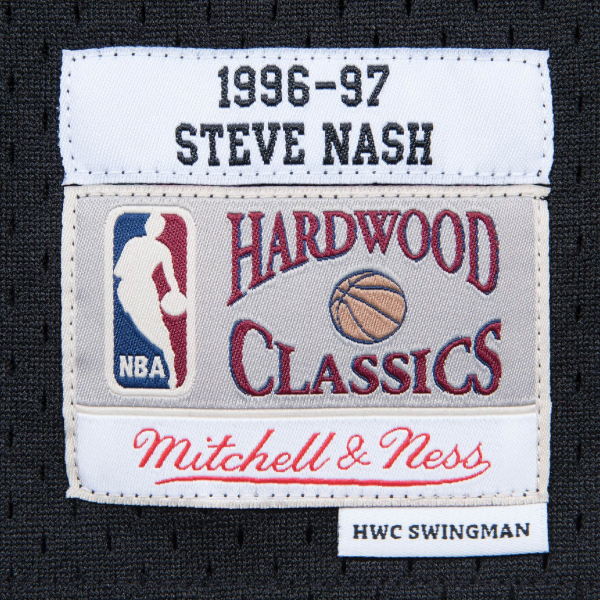 1996-97
STEVE NASH
HARDWOOD
NBA
CLASSICS
Mitchell & Ness
HWC SWINGMAN